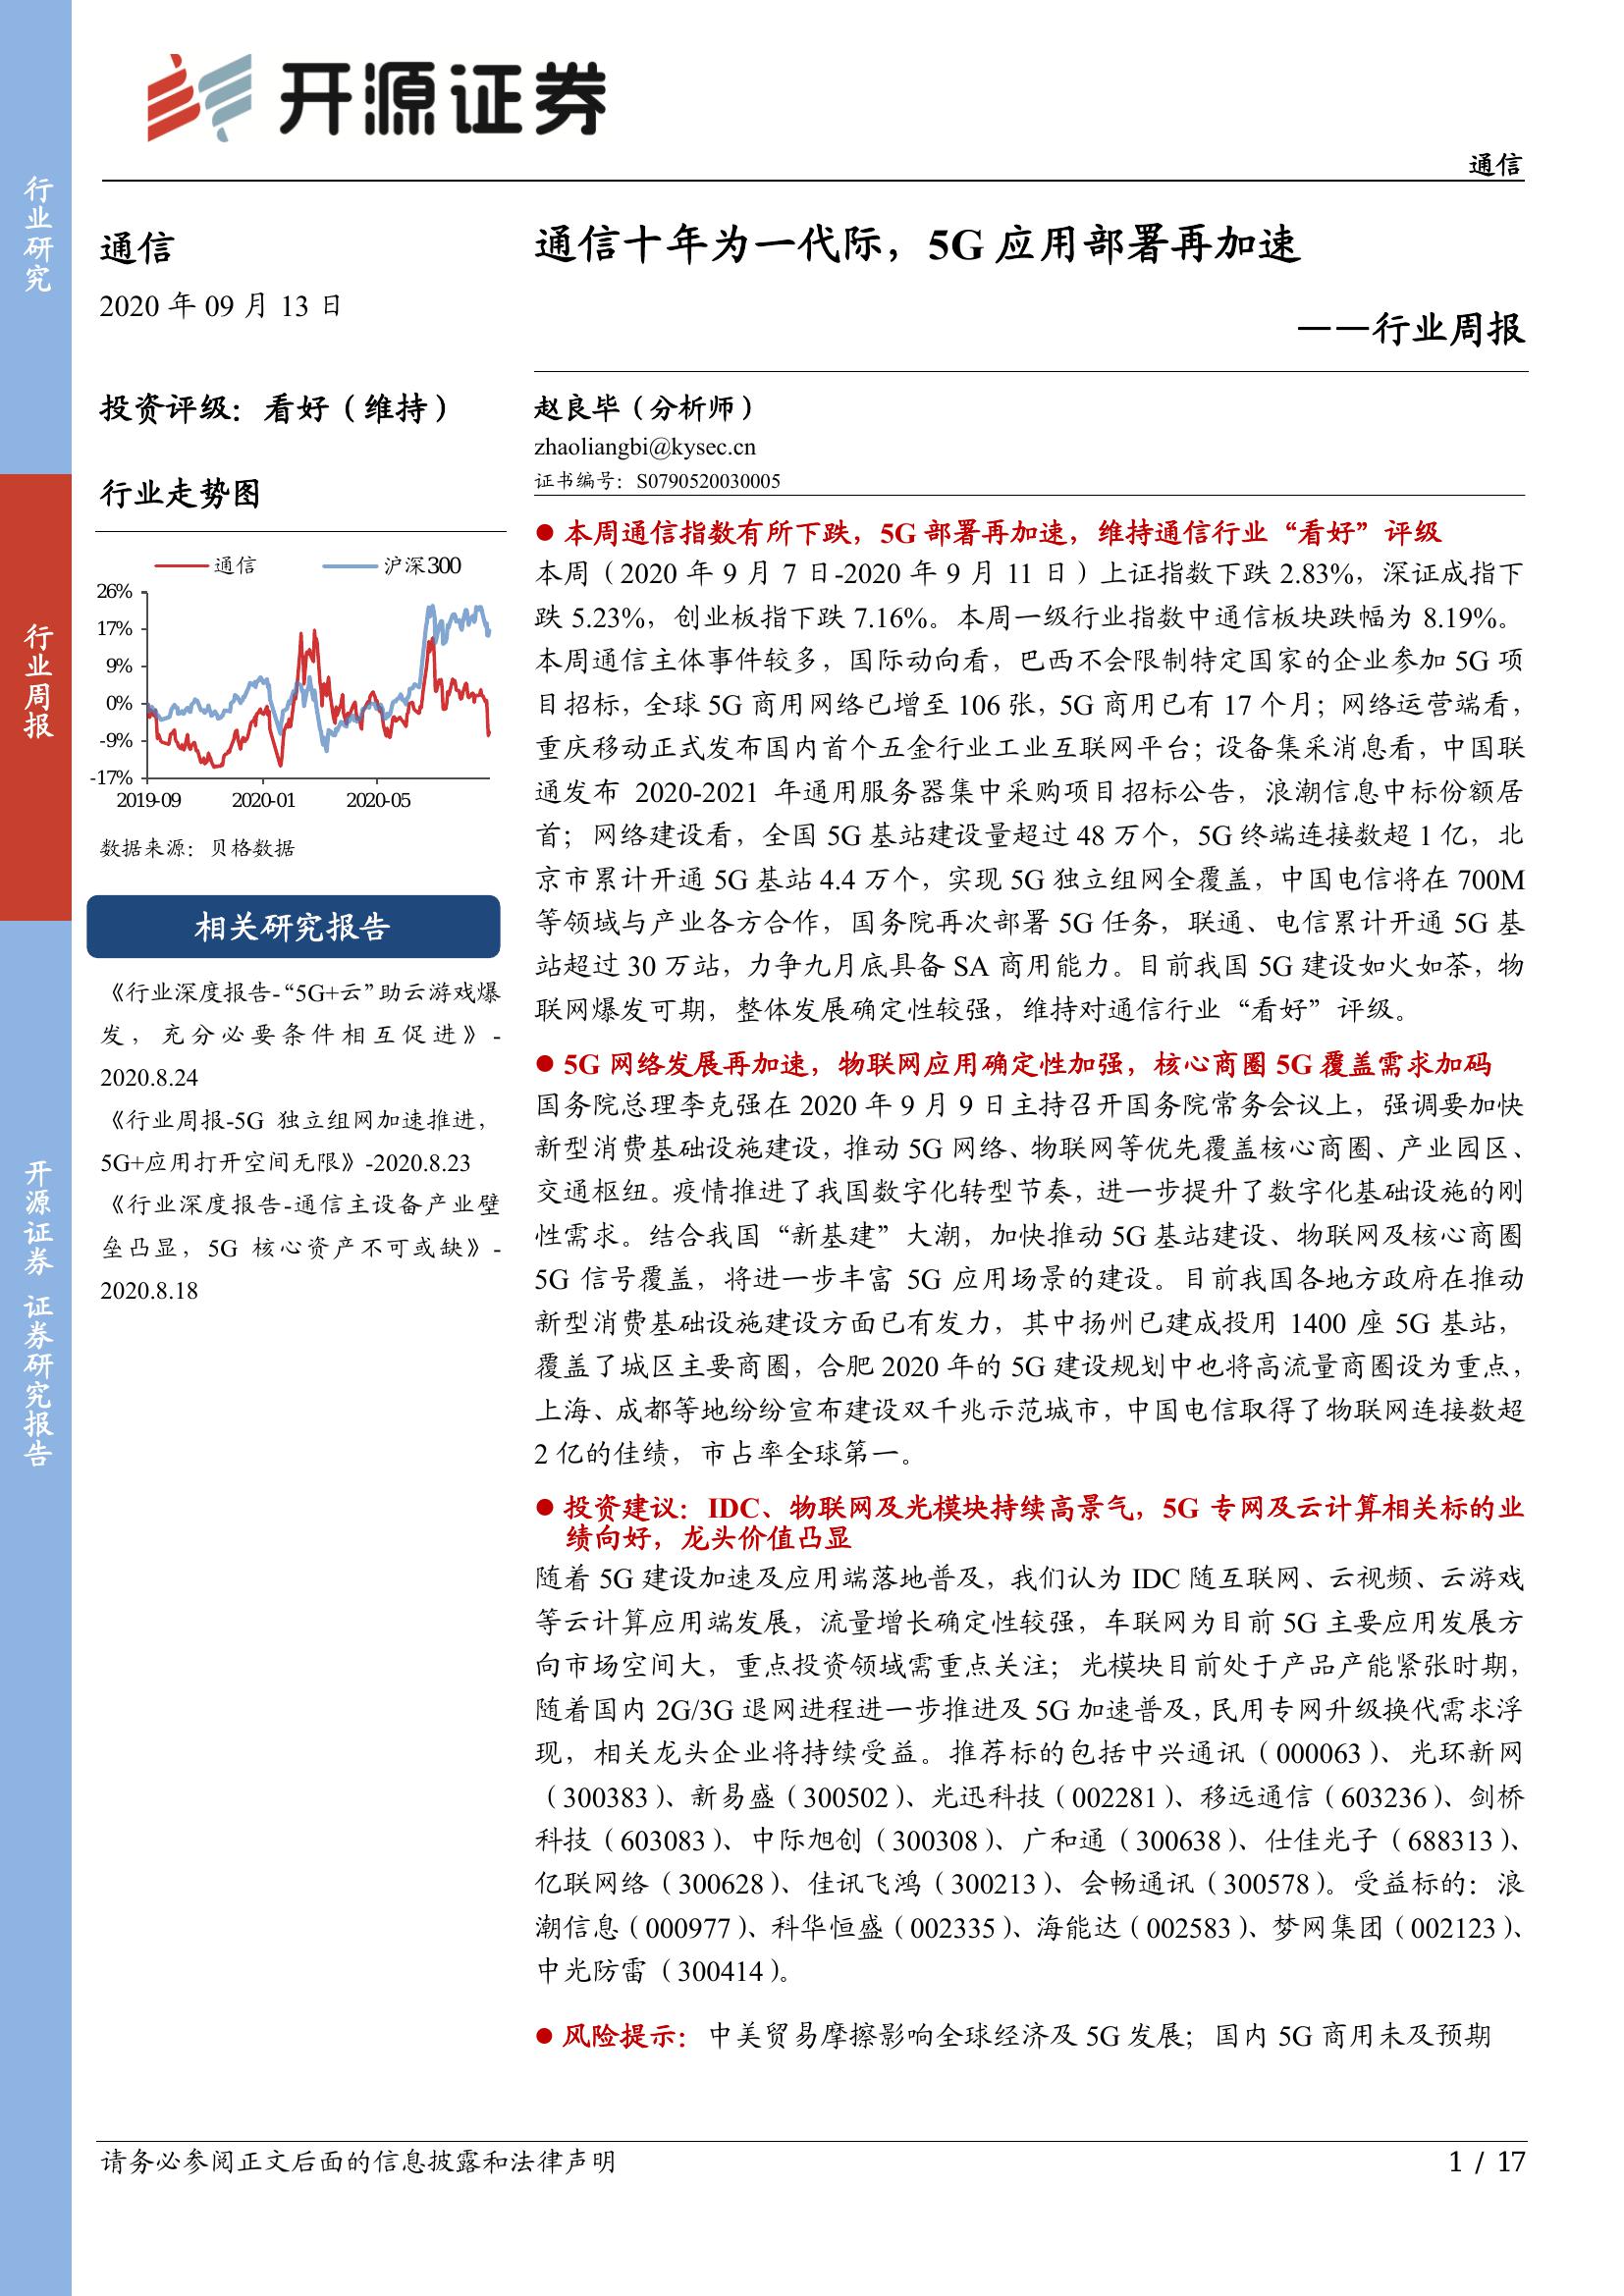 开源证券
通信
行业研究
行业周报
开源证券 证券研究报告
通信
2020 年 09 月 13 日
投资评级：看好（维持）
行业走势图
通信 沪深300
26%
17%
9%
0%
-9%
-17%
2019-09 2020-01 2020-05
数据来源：贝格数据
相关研究报告
《行业深度报告-“5G+云”助云游戏爆
发，充分必要条件相互促进》-
2020.8.24
《行业周报-5G 独立组网加速推进，
5G+应用打开空间无限》-2020.8.23
《行业深度报告-通信主设备产业壁
垒凸显，5G 核心资产不可或缺》-
2020.8.18
通信十年为一代际，5G 应用部署再加速
——行业周报
赵良毕（分析师）
zhaoliangbi@kysec.cn
证书编号：S0790520030005
● 本周通信指数有所下跌，5G 部署再加速，维持通信行业“看好”评级
本周（2020 年 9 月 7 日-2020 年 9 月 11 日）上证指数下跌 2.83%，深证成指下
跌 5.23%，创业板指下跌 7.16%。本周一级行业指数中通信板块跌幅为 8.19%。
本周通信主体事件较多，国际动向看，巴西不会限制特定国家的企业参加 5G 项
目招标，全球 5G 商用网络已增至 106 张，5G 商用已有 17 个月；网络运营端看，
重庆移动正式发布国内首个五金行业工业互联网平台；设备集采消息看，中国联
通发布 2020-2021 年通用服务器集中采购项目招标公告，浪潮信息中标份额居
首；网络建设看，全国 5G 基站建设量超过 48 万个，5G 终端连接数超 1 亿，北
京市累计开通 5G 基站 4.4 万个，实现 5G 独立组网全覆盖，中国电信将在 700M
等领域与产业各方合作，国务院再次部署 5G 任务，联通、电信累计开通 5G 基
站超过 30 万站，力争九月底具备 SA 商用能力。目前我国 5G 建设如火如荼，物
联网爆发可期，整体发展确定性较强，维持对通信行业“看好”评级。
● 5G 网络发展再加速，物联网应用确定性加强，核心商圈 5G 覆盖需求加码
国务院总理李克强在 2020 年 9 月 9 日主持召开国务院常务会议上，强调要加快
新型消费基础设施建设，推动 5G 网络、物联网等优先覆盖核心商圈、产业园区、
交通枢纽。疫情推进了我国数字化转型节奏，进一步提升了数字化基础设施的刚
性需求。结合我国“新基建”大潮，加快推动 5G 基站建设、物联网及核心商圈
5G 信号覆盖，将进一步丰富 5G 应用场景的建设。目前我国各地方政府在推动
新型消费基础设施建设方面已有发力，其中扬州已建成投用 1400 座 5G 基站，
覆盖了城区主要商圈，合肥 2020 年的 5G 建设规划中也将高流量商圈设为重点，
上海、成都等地纷纷宣布建设双千兆示范城市，中国电信取得了物联网连接数超
2 亿的佳绩，市占率全球第一。
● 投资建议：IDC、物联网及光模块持续高景气，5G 专网及云计算相关标的业
绩向好，龙头价值凸显
随着 5G 建设加速及应用端落地普及，我们认为 IDC 随互联网、云视频、云游戏
等云计算应用端发展，流量增长确定性较强，车联网为目前 5G 主要应用发展方
向市场空间大，重点投资领域需重点关注；光模块目前处于产品产能紧张时期，
随着国内 2G/3G 退网进程进一步推进及 5G 加速普及，民用专网升级换代需求浮
现，相关龙头企业将持续受益。推荐标的包括中兴通讯（000063）、光环新网
（300383）、新易盛（300502）、光迅科技（002281）、移远通信（603236）、剑桥
科技（603083）、中际旭创（300308）、广和通（300638）、仕佳光子（688313）、
亿联网络（300628）、佳讯飞鸿（300213）、会畅通讯（300578）。受益标的：浪
潮信息（000977）、科华恒盛（002335）、海能达（002583）、梦网集团（002123）、
中光防雷（300414）。
● 风险提示：中美贸易摩擦影响全球经济及 5G 发展；国内 5G 商用未及预期
请务必参阅正文后面的信息披露和法律声明
1 / 17